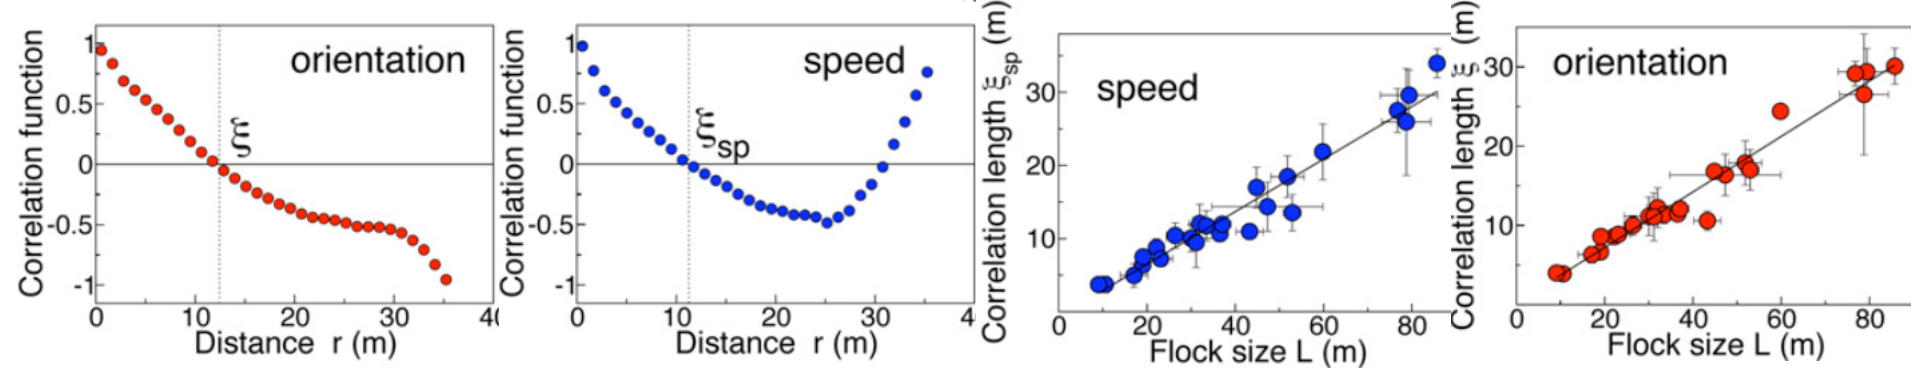 Correlation function
1
0.5
0
-0.5
-1
orientation
ξ
0
10
20
30
40
Distance r (m)
Correlation function
1
0.5
0
-0.5
-1
speed
ξsp
0
10
20
30
4
Distance r (m)
Correlation length ξsp (m)
30
20
10
speed
0
20
40
60
80
Flock size L (m)
Correlation length ξ (m)
30
20
10
orientation
0
20
40
60
80
Flock size L (m)